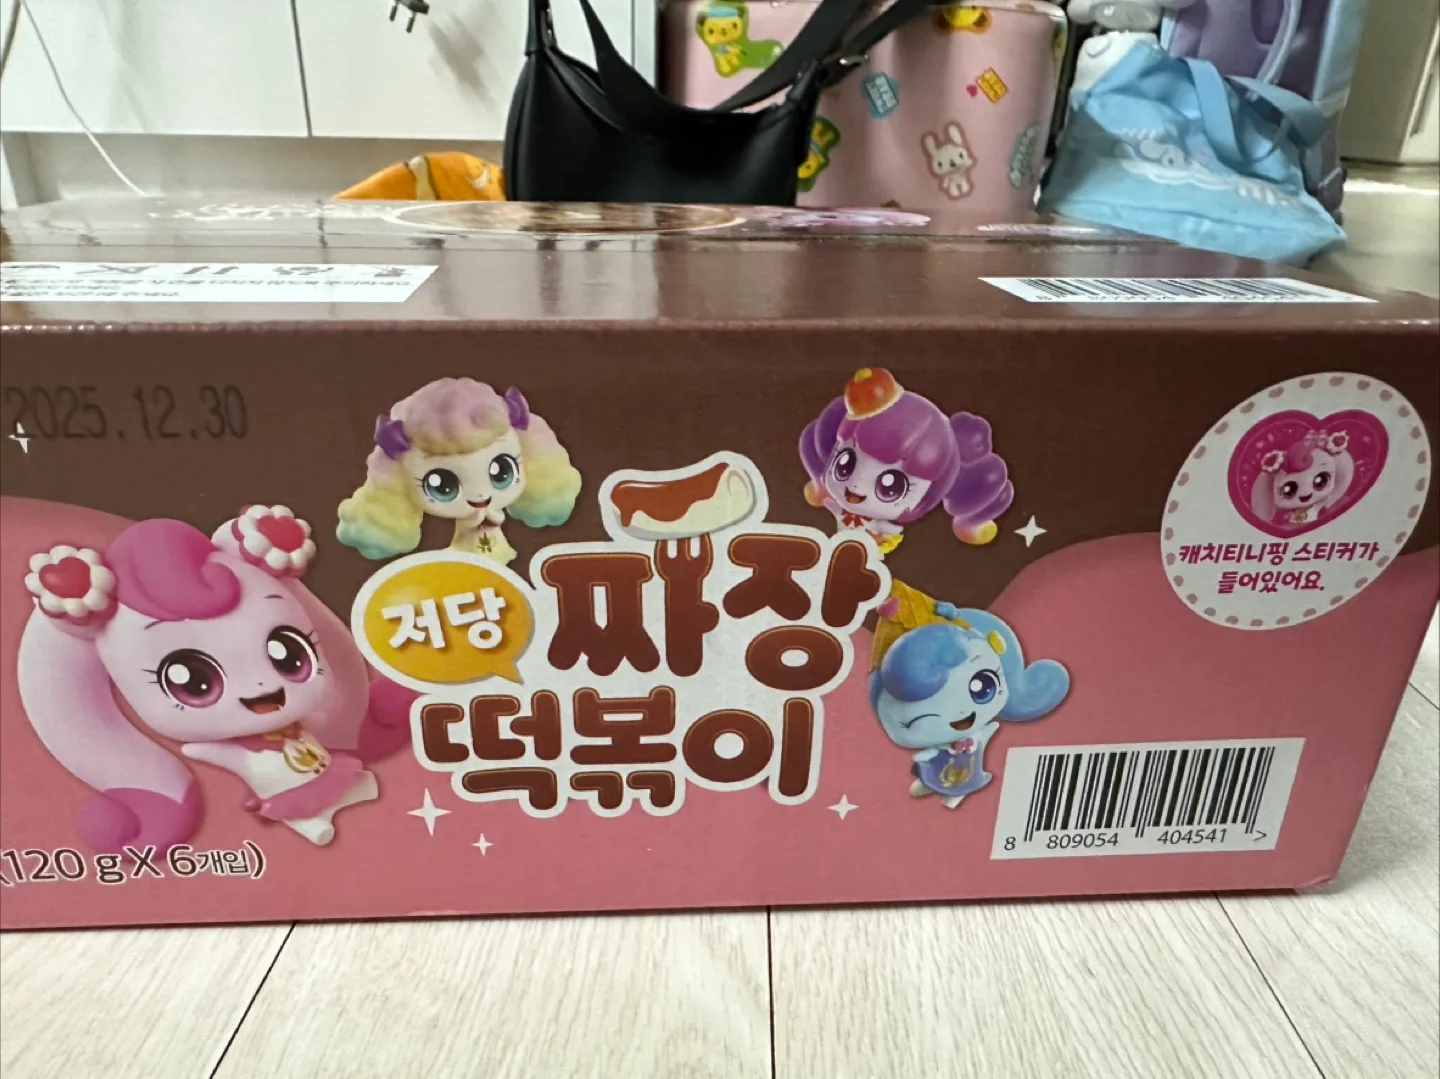 2025.12.30
저당
짜장
떡볶이
캐치티니핑 스티커가
들어있어요.
(120 g X 6개입)
8 809054 404541 >